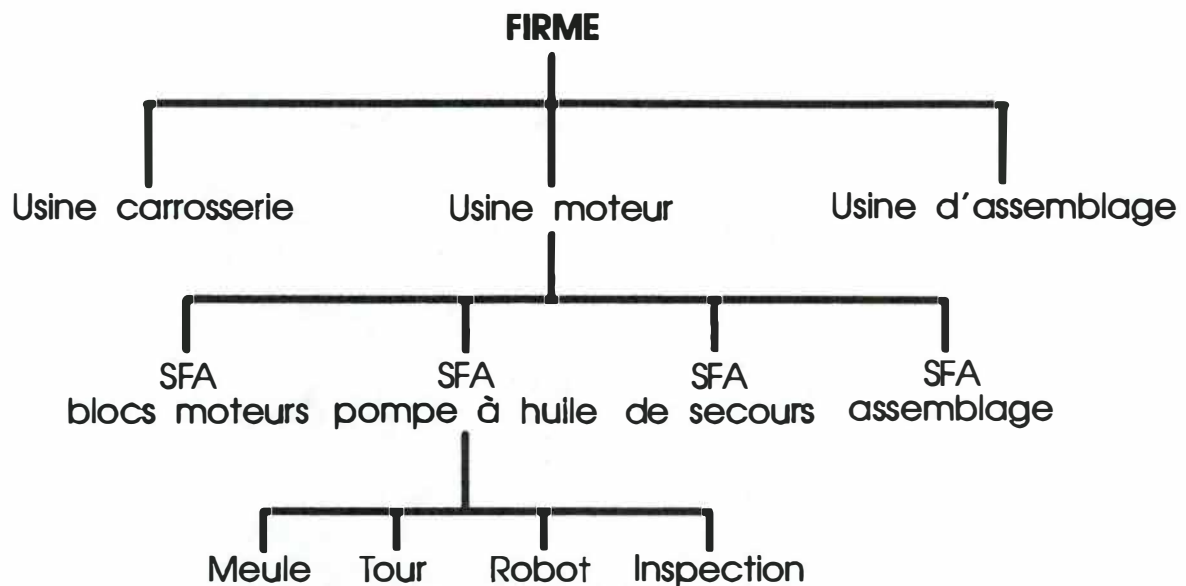 FIRME
Usine carrosserie Usine moteur Usine d'assemblage
SFA SFA SFA SFA
blocs moteurs pompe à huile de secours assemblage
Meule Tour Robot Inspection